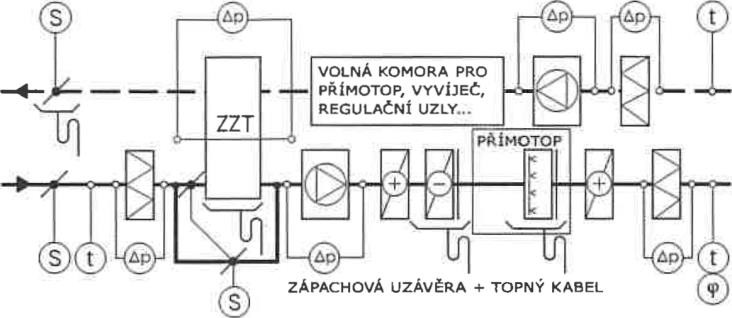 S
Δp
Δp
Δp
t
VOLNÁ KOMORA PRO
PŘÍMOTOP, VYVÍJEČ,
REGULAČNÍ UZLY...
ZZT
PŘÍMOTOP
+
−
+
S
t
Δp
S
Δp
Δp
t
φ
ZÁPACHOVÁ UZÁVĚRA + TOPNÝ KABEL